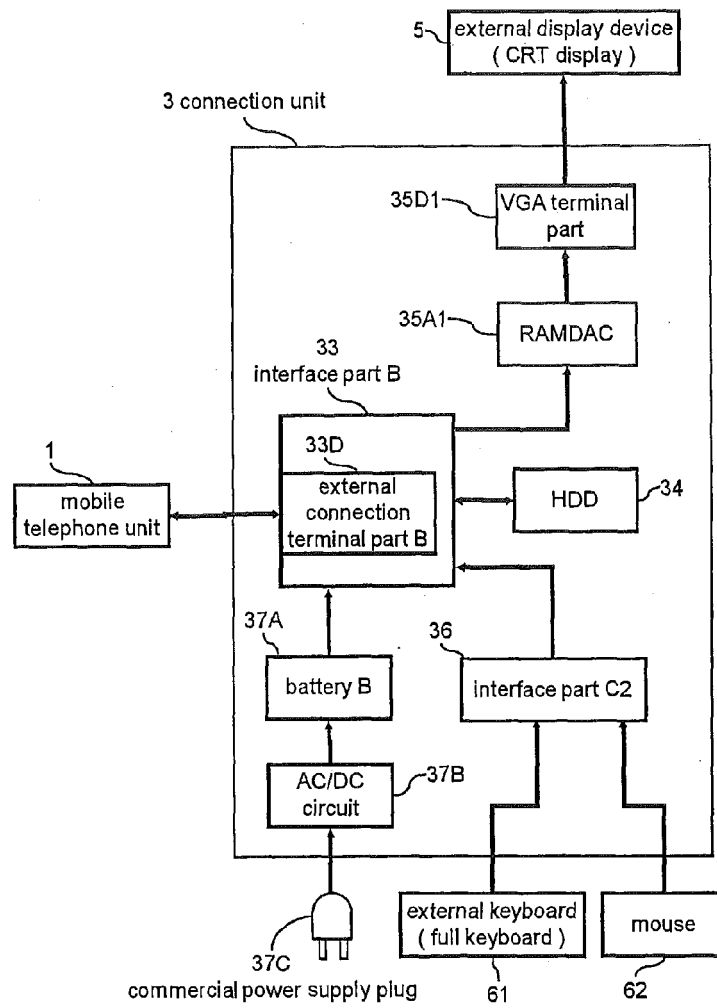 5
external display device
( CRT display )
3 connection unit
35D1
VGA terminal
part
35A1
RAMDAC
33
interface part B
33D
external
connection
terminal part B
1
mobile
telephone unit
HDD
34
37A
battery B
36
interface part C2
AC/DC
circuit
37B
37C
commercial power supply plug
external keyboard
( full keyboard )
61
mouse
62